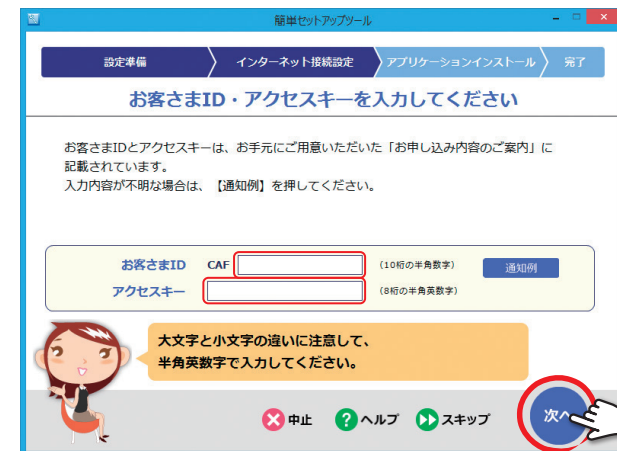 簡単セットアップツール
設定準備
インターネット接続設定
アプリケーションインストール
完了
お客さまID・アクセスキーを入力してください
お客さまIDとアクセスキーは、お手元にご用意いただいた「お申し込み内容のご案内」に
記載されています。
入力内容が不明な場合は、【通知例】を押してください。
お客さまID CAF (10桁の半角数字) 通知例
アクセスキー (8桁の半角英数字)
大文字と小文字の違いに注意して、
半角英数字で入力してください。
中止 ? ヘルプ スキップ 次へ